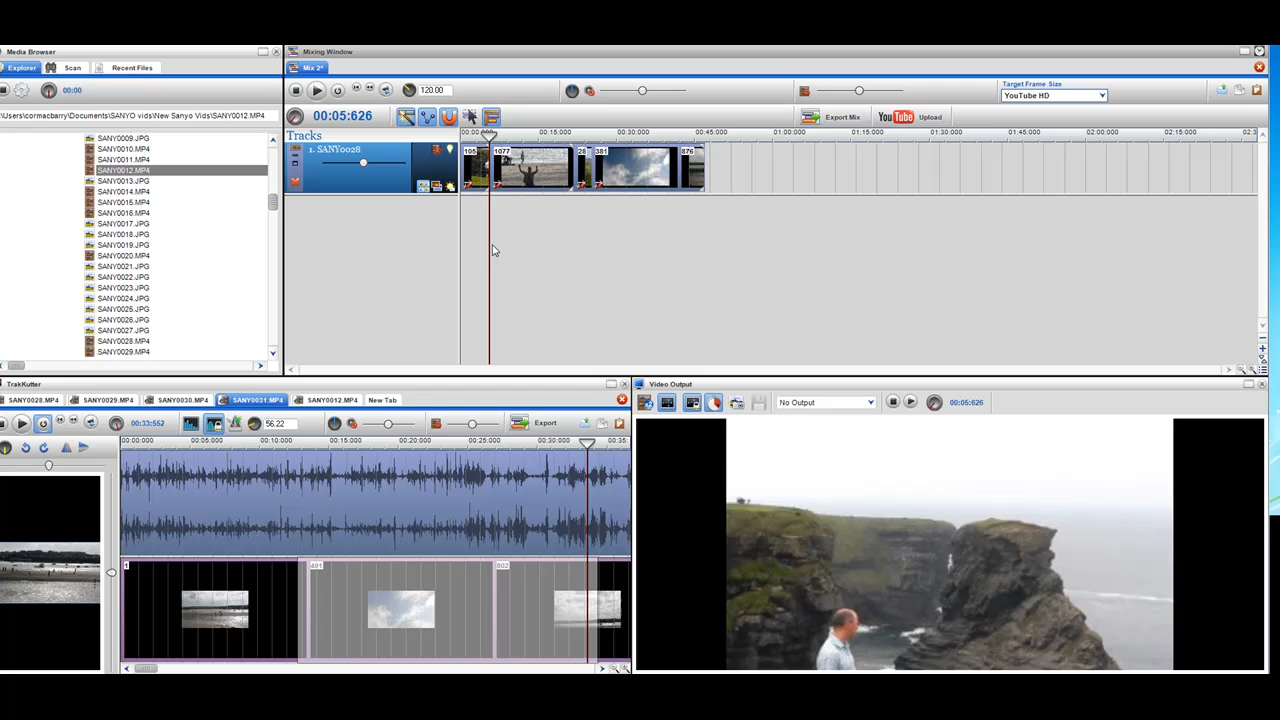 Media Browser
Explorer Scan Recent Files
00:00
\Users\cormacbarry\Documents\SANYO vids\New Sanyo Vids\SANY0012.MP4
SANY0009.JPG
SANY0010.MP4
SANY0011.MP4
SANY0012.MP4
SANY0013.JPG
SANY0014.MP4
SANY0015.MP4
SANY0016.MP4
SANY0017.JPG
SANY0018.JPG
SANY0019.JPG
SANY0020.MP4
SANY0021.JPG
SANY0022.JPG
SANY0023.JPG
SANY0024.JPG
SANY0025.JPG
SANY0026.JPG
SANY0027.JPG
SANY0028.MP4
SANY0029.MP4
Mixing Window
Mix 2*
120.00
Target Frame Size
YouTube HD
00:05:626
Export Mix
YouTube Upload
Tracks
00:15:000 00:30:000 00:45:000 01:00:000 01:15:000 01:30:000 01:45:000 02:00:000 02:15:000
1. SANY0028
105 1077 28 381 876
TrakKutter
SANY0028.MP4 SANY0029.MP4 SANY0030.MP4 SANY0031.MP4 SANY0012.MP4 New Tab
00:33:552
56.22
Export
00:00:000 00:05:000 00:10:000 00:15:000 00:20:000 00:25:000 00:30:000 00:35:
1 401 802
Video Output
No Output
00:05:626